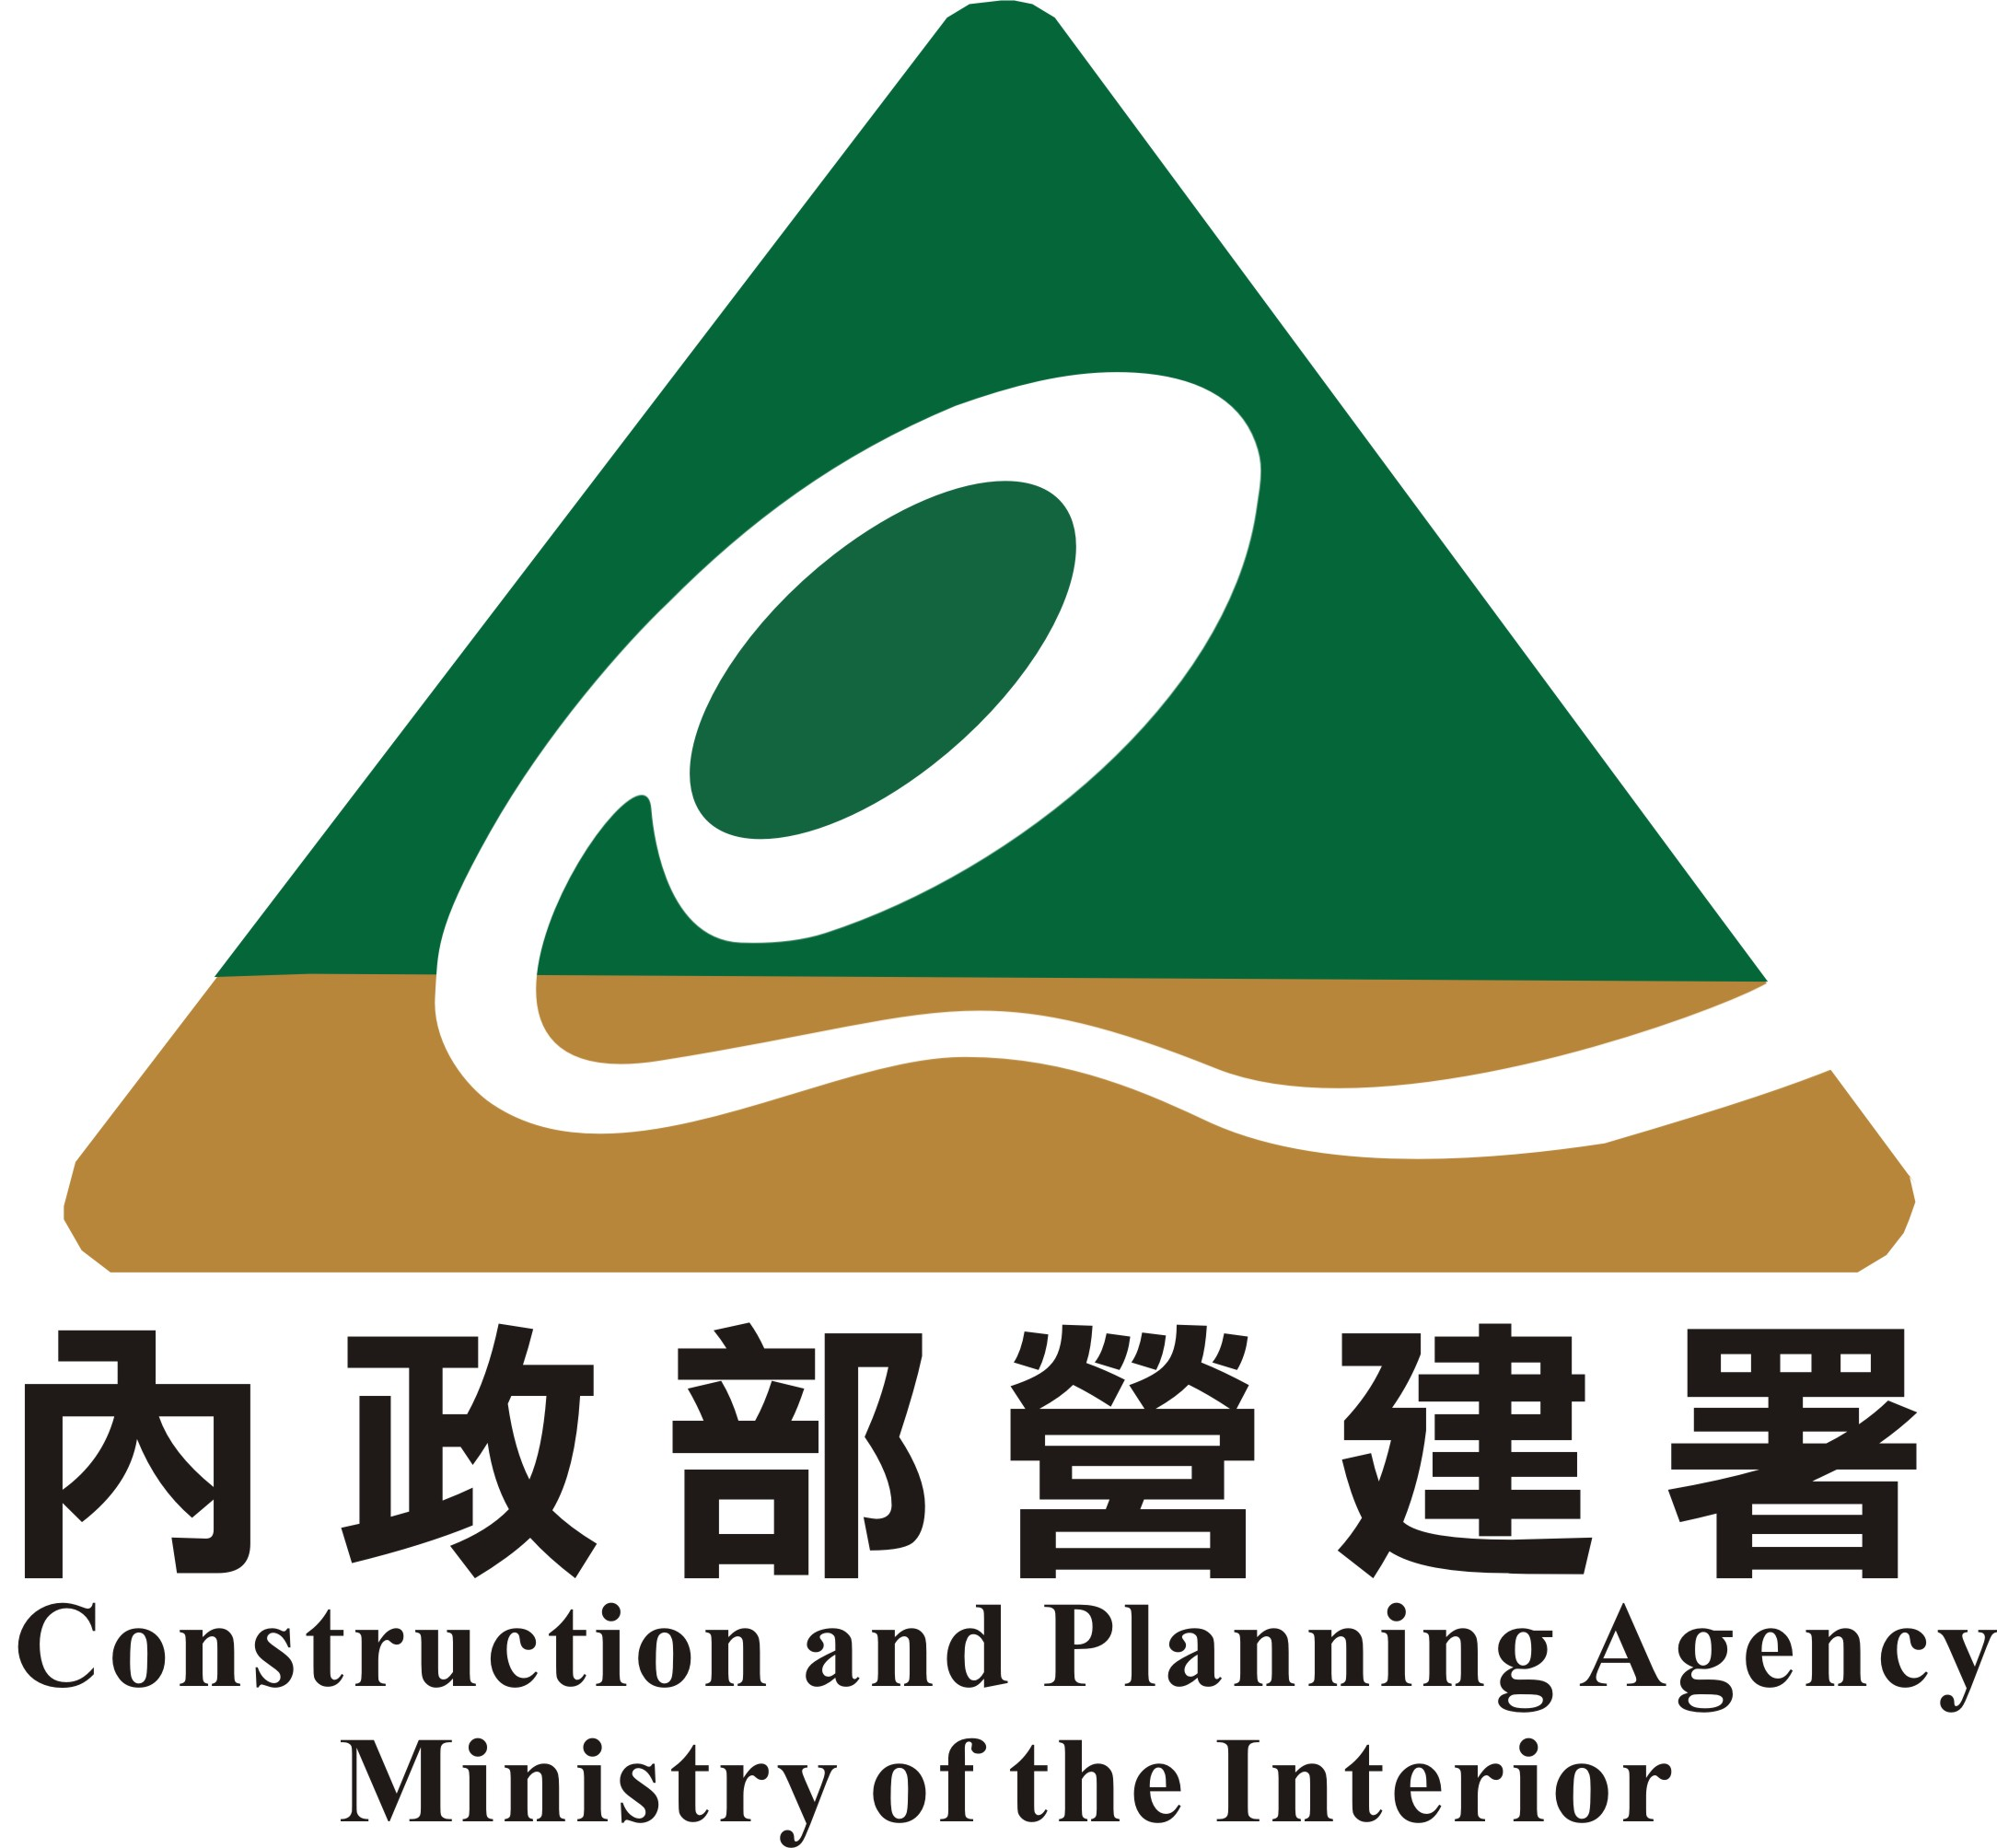 內政部營建署
Construction and Planning Agency
Ministry of the Interior